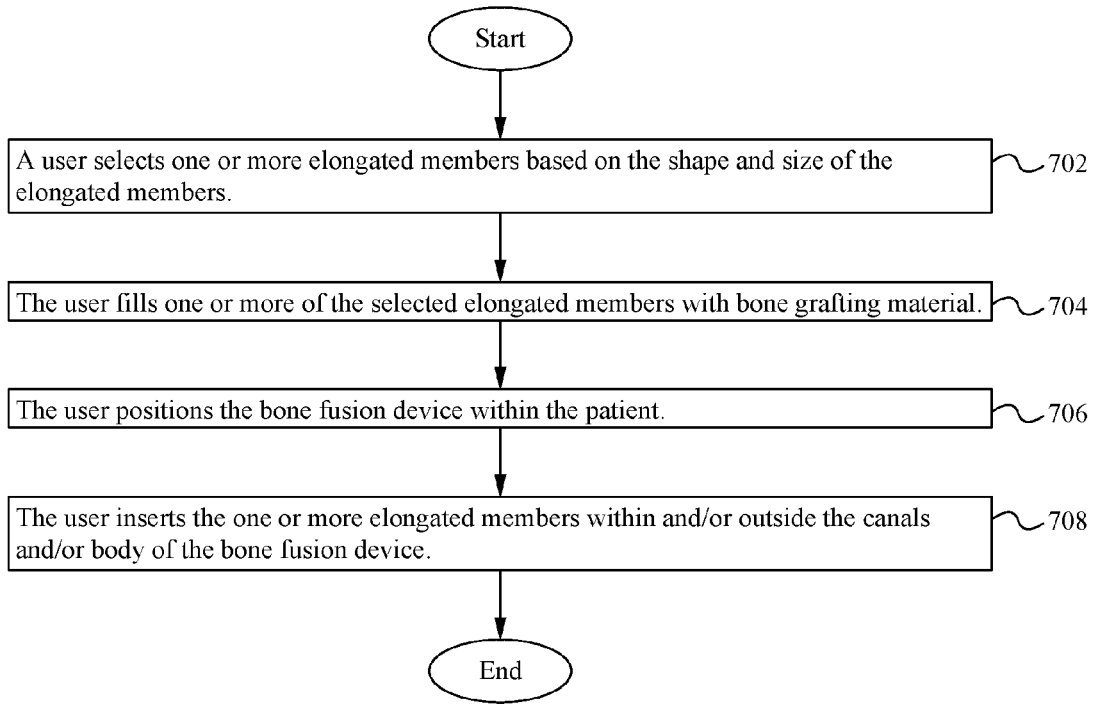 Start
A user selects one or more elongated members based on the shape and size of the
elongated members.
702
The user fills one or more of the selected elongated members with bone grafting material.
704
The user positions the bone fusion device within the patient.
706
The user inserts the one or more elongated members within and/or outside the canals
and/or body of the bone fusion device.
708
End